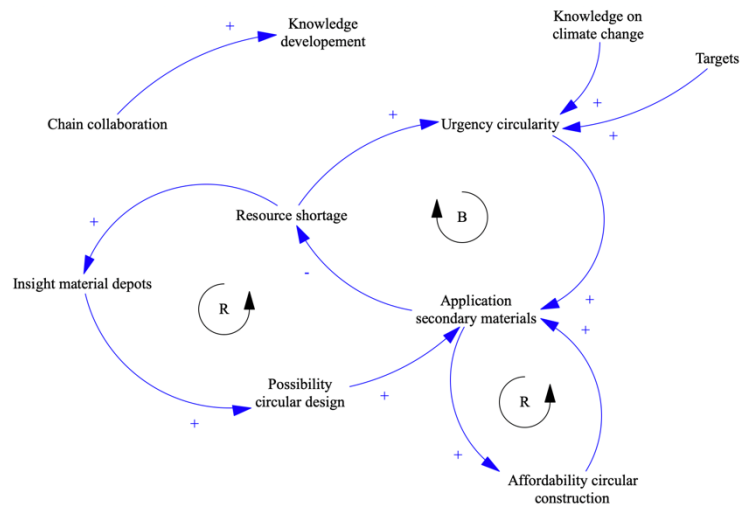 Knowledge on
climate change
+
Knowledge
developement
Targets
Chain collaboration
+
Urgency circularity
+
+
+
Resource shortage
B
-
Insight material depots
R
Application
secondary materials
+
+
Possibility
circular design
+
+
R
+
Affordability circular
construction